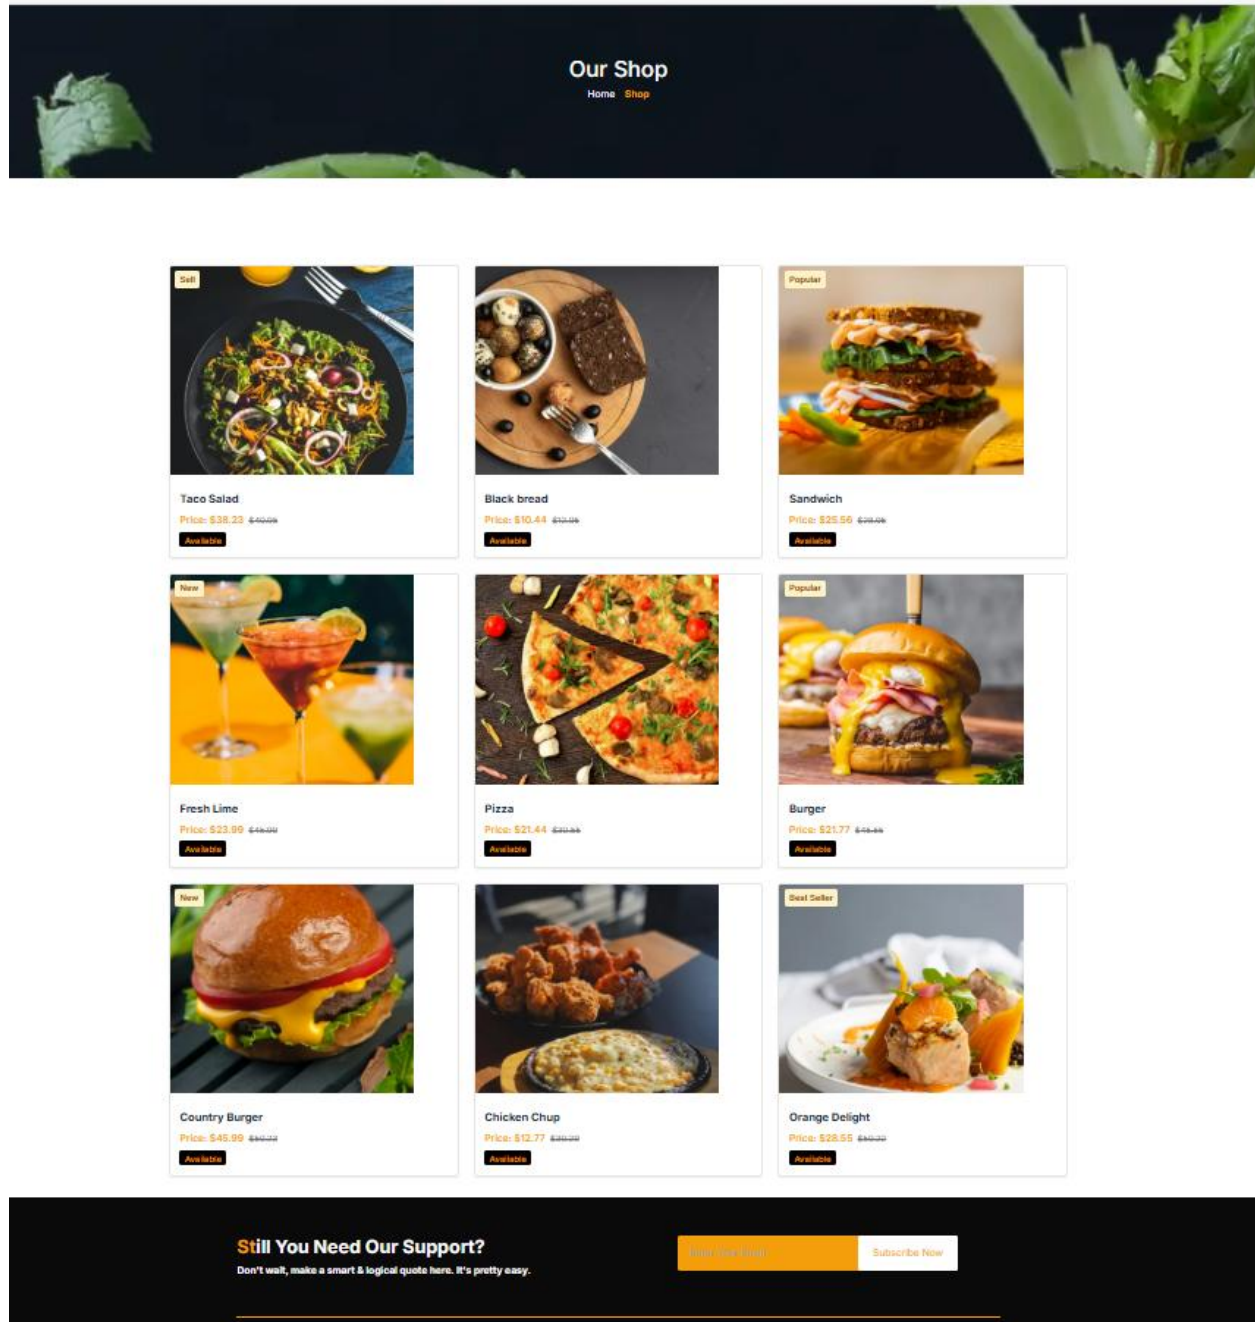 Our Shop
Home Shop
Sell
Popular
Taco Salad
Black bread
Sandwich
Price: $38.23
Price: $10.44
Price: $25.56
Available
Available
Available
New
Popular
Fresh Lime
Pizza
Burger
Price: $23.99
Price: $21.44
Price: $21.77
Available
Available
Available
New
Best Seller
Country Burger
Chicken Chup
Orange Delight
Price: $45.99
Price: $12.77
Price: $28.55
Available
Available
Available
Still You Need Our Support?
Don't wait, make a smart & logical quote here. It's pretty easy.
Subscribe Now